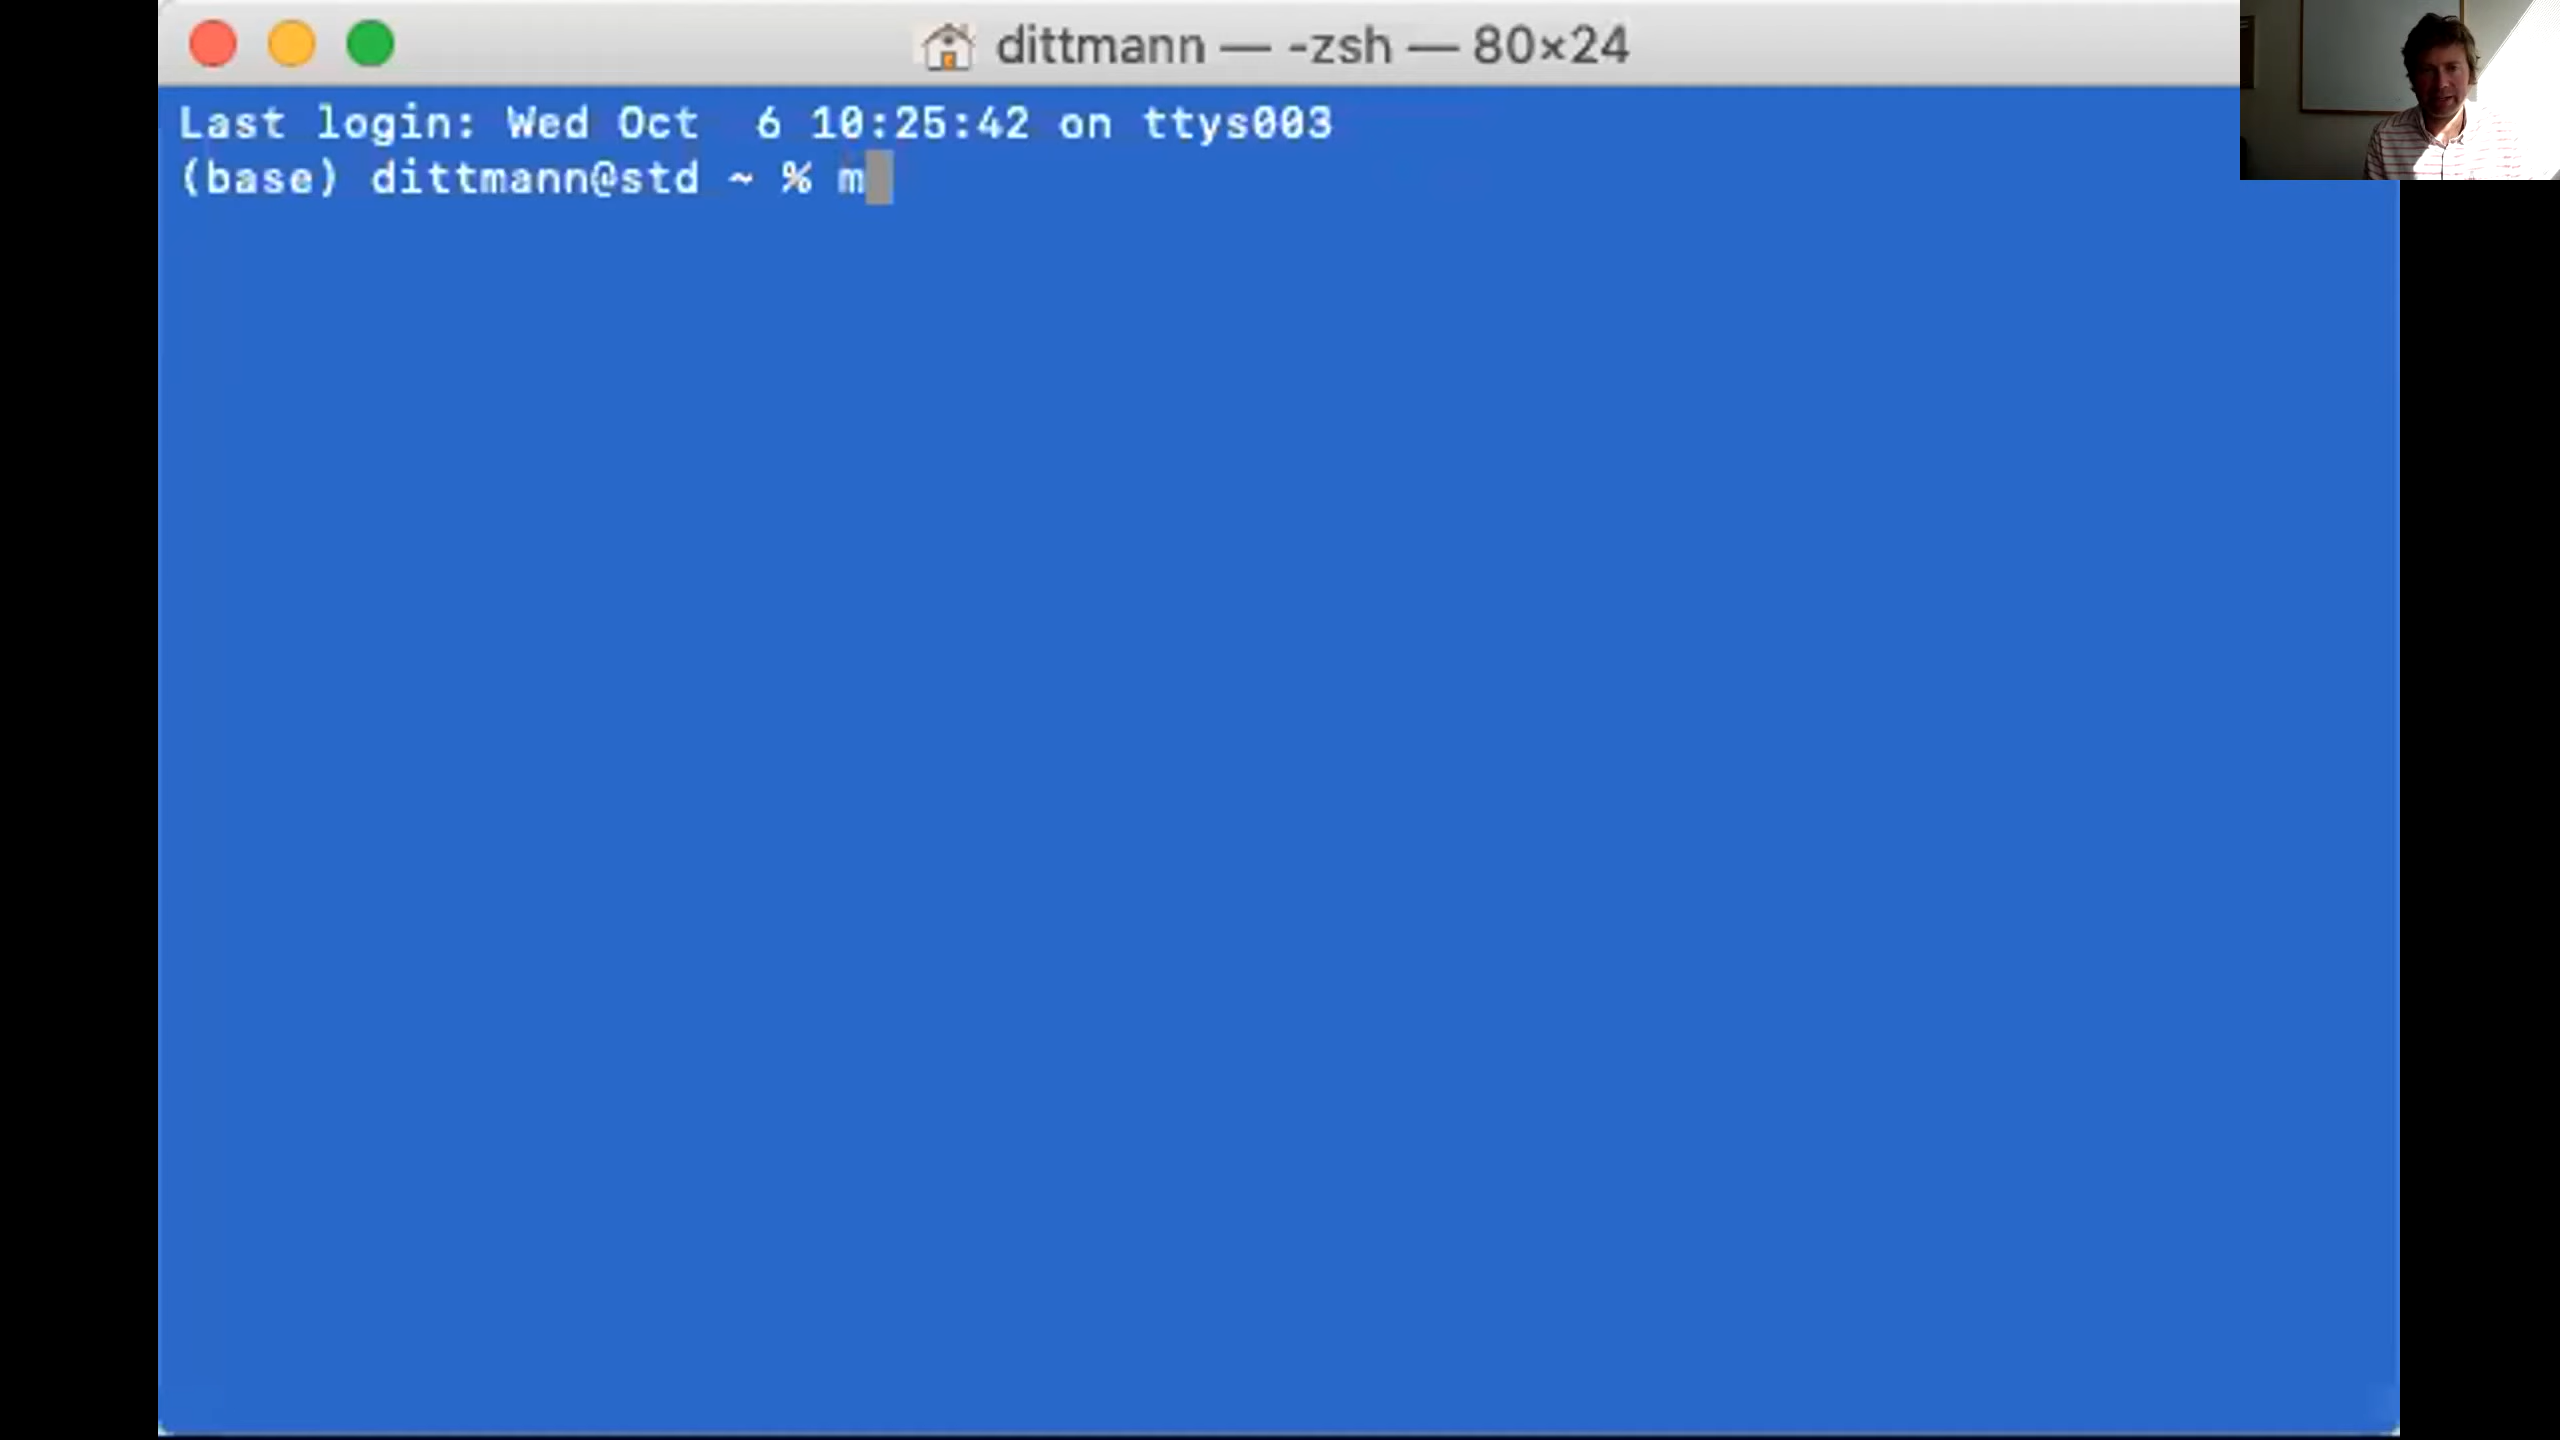 dittmann — -zsh — 80×24
Last login: Wed Oct  6 10:25:42 on ttys003
(base) dittmann@std ~ % m